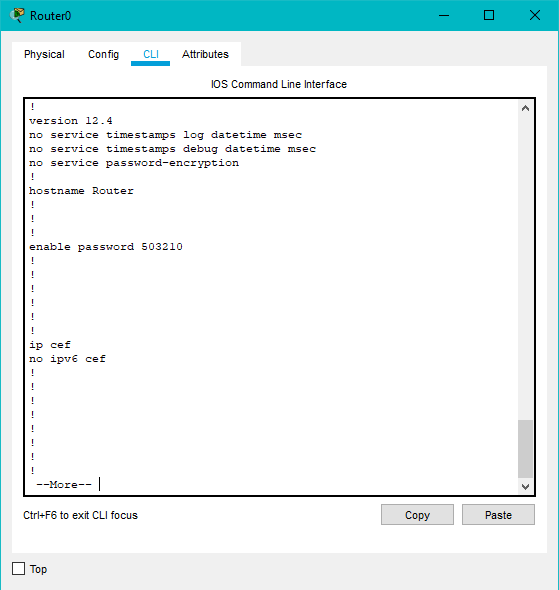 Router0
Physical Config CLI Attributes
IOS Command Line Interface
!
version 12.4
no service timestamps log datetime msec
no service timestamps debug datetime msec
no service password-encryption
!
hostname Router
!
!
!
enable password 503210
!
!
!
!
!
!
ip cef
no ipv6 cef
!
!
!
!
!
!
!
!
--More--
Ctrl+F6 to exit CLI focus Copy Paste
Top